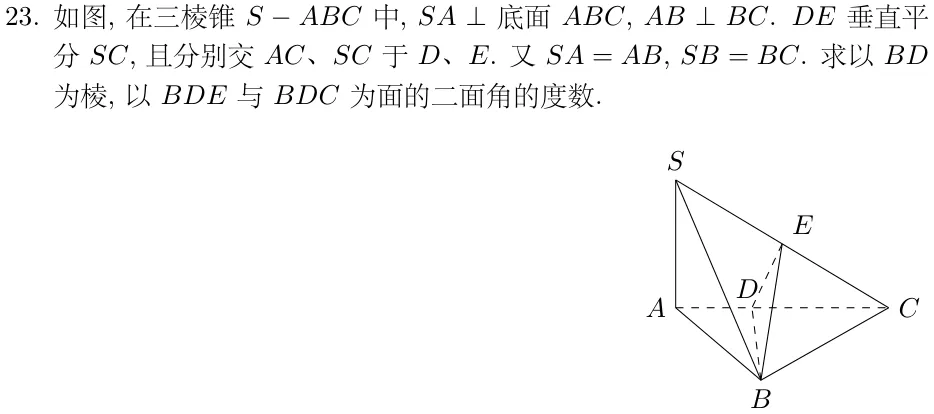 23. 如图, 在三棱锥 S − ABC 中, SA ⊥ 底面 ABC, AB ⊥ BC. DE 垂直平
分 SC, 且分别交 AC、SC 于 D、E. 又 SA = AB, SB = BC. 求以 BD
为棱, 以 BDE 与 BDC 为面的二面角的度数.
S
E
D
A
C
B